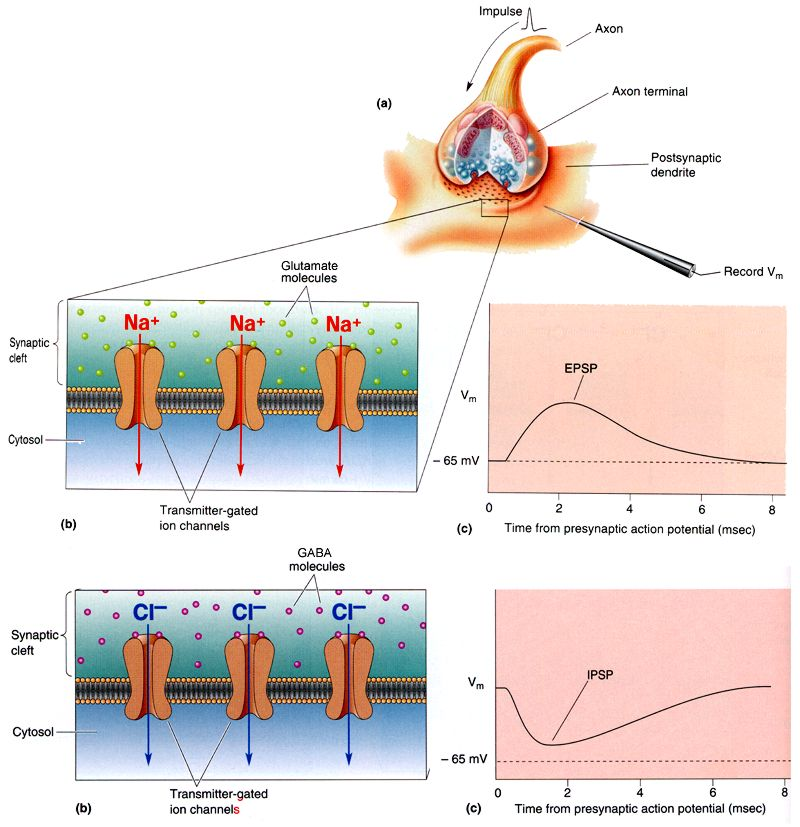 Impulse
Axon
(a)
Axon terminal
Postsynaptic
dendrite
Record Vm
Glutamate
molecules
Synaptic
cleft
Na+
Na+
Na+
Cytosol
Transmitter-gated
ion channels
(b)
EPSP
Vm
– 65 mV
0
2
4
6
8
(c)
Time from presynaptic action potential (msec)
GABA
molecules
Synaptic
cleft
Cl–
Cl–
Cl–
Cytosol
Transmitter-gated
ion channels
(b)
Vm
IPSP
– 65 mV
0
2
4
6
8
(c)
Time from presynaptic action potential (msec)